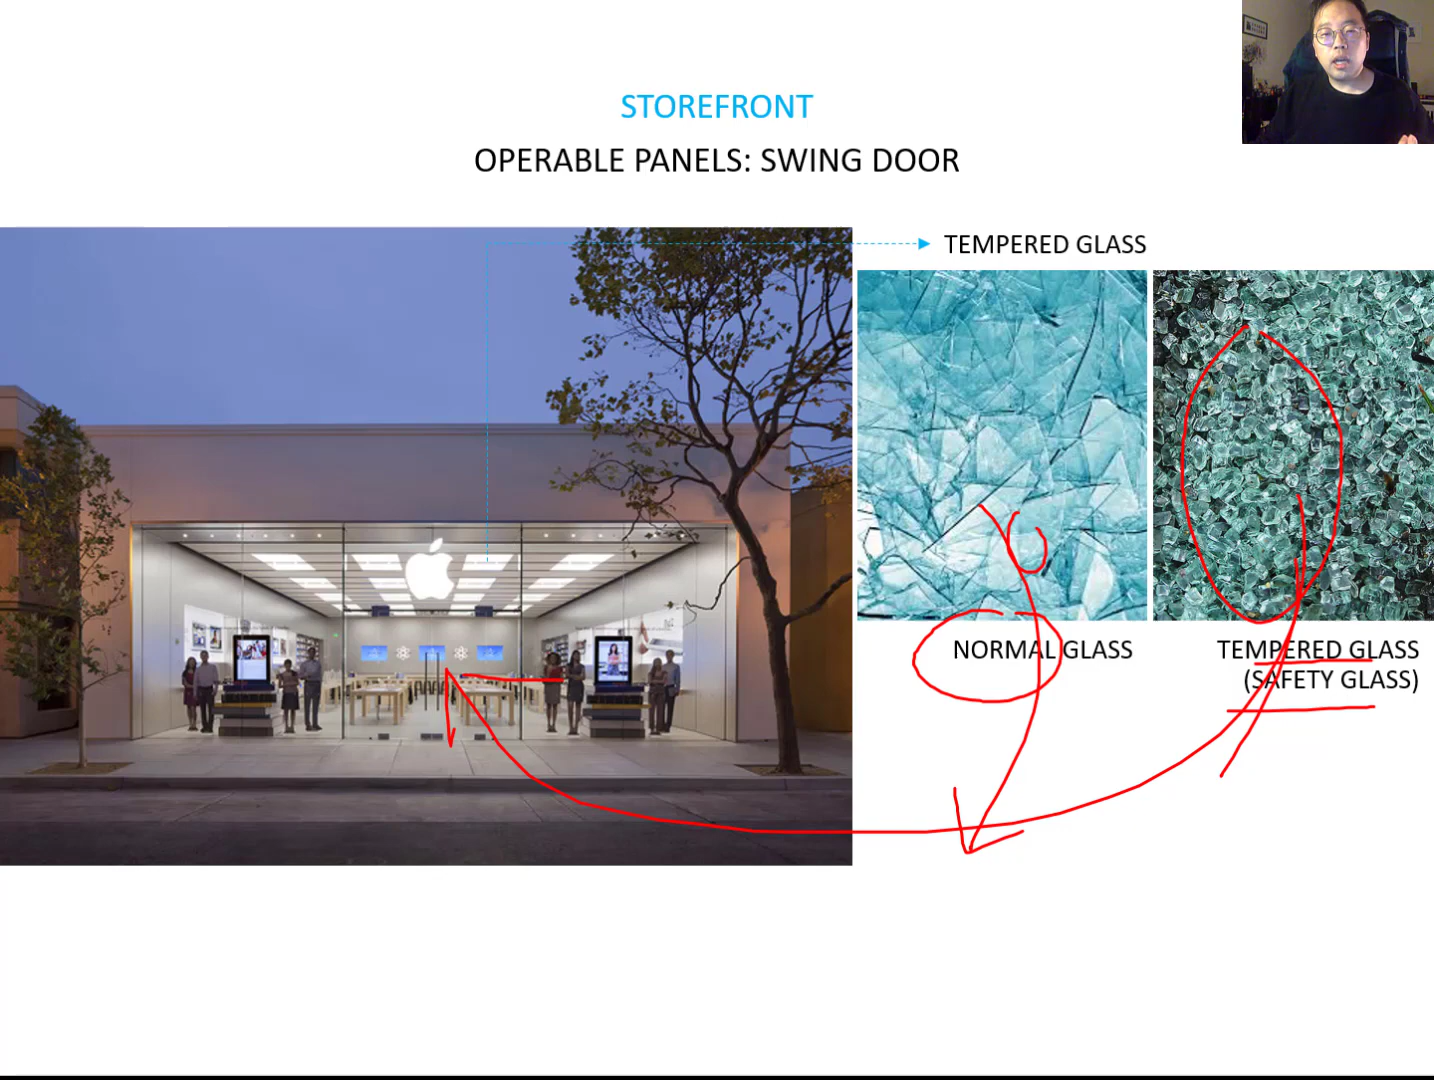 STOREFRONT
OPERABLE PANELS: SWING DOOR
TEMPERED GLASS
NORMAL GLASS
TEMPERED GLASS
(SAFETY GLASS)